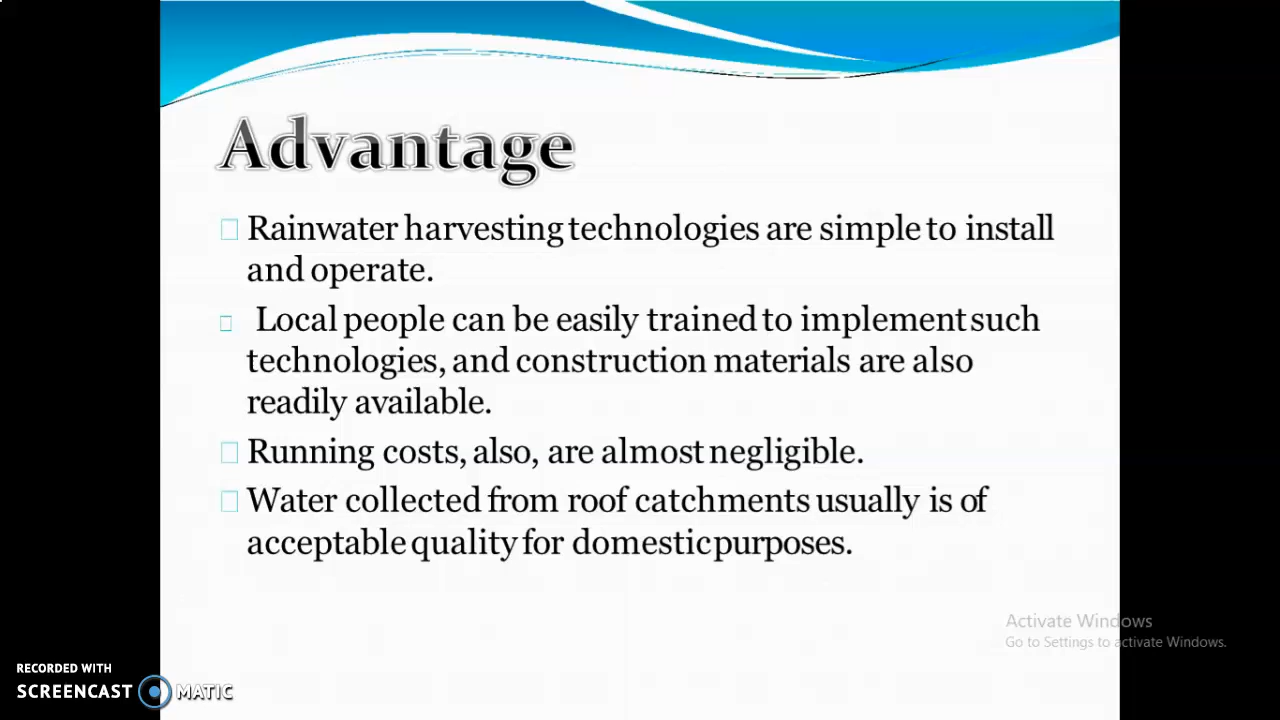 Advantage
Rainwater harvesting technologies are simple to install
and operate.
Local people can be easily trained to implement such
technologies, and construction materials are also
readily available.
Running costs, also, are almost negligible.
Water collected from roof catchments usually is of
acceptable quality for domestic purposes.
Activate Windows
Go to Settings to activate Windows.
RECORDED WITH
SCREENCAST MATIC